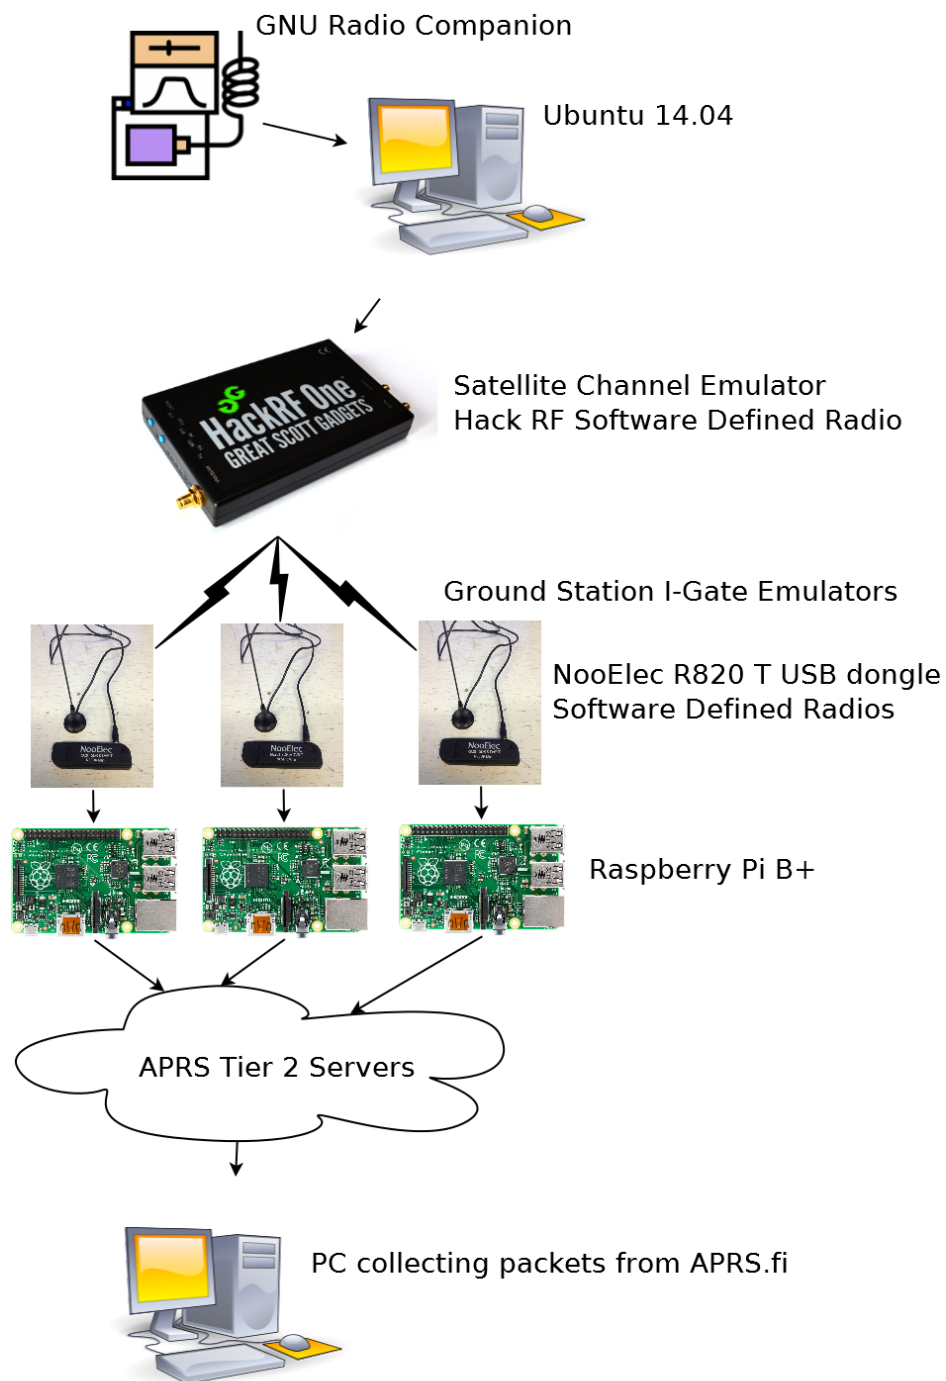 GNU Radio Companion
Ubuntu 14.04
HackRF One
GREAT SCOTT GADGETS
Satellite Channel Emulator
Hack RF Software Defined Radio
Ground Station I-Gate Emulators
NooElec
NooElec
NooElec
NooElec R820 T USB dongle
Software Defined Radios
Raspberry Pi B+
APRS Tier 2 Servers
PC collecting packets from APRS.fi